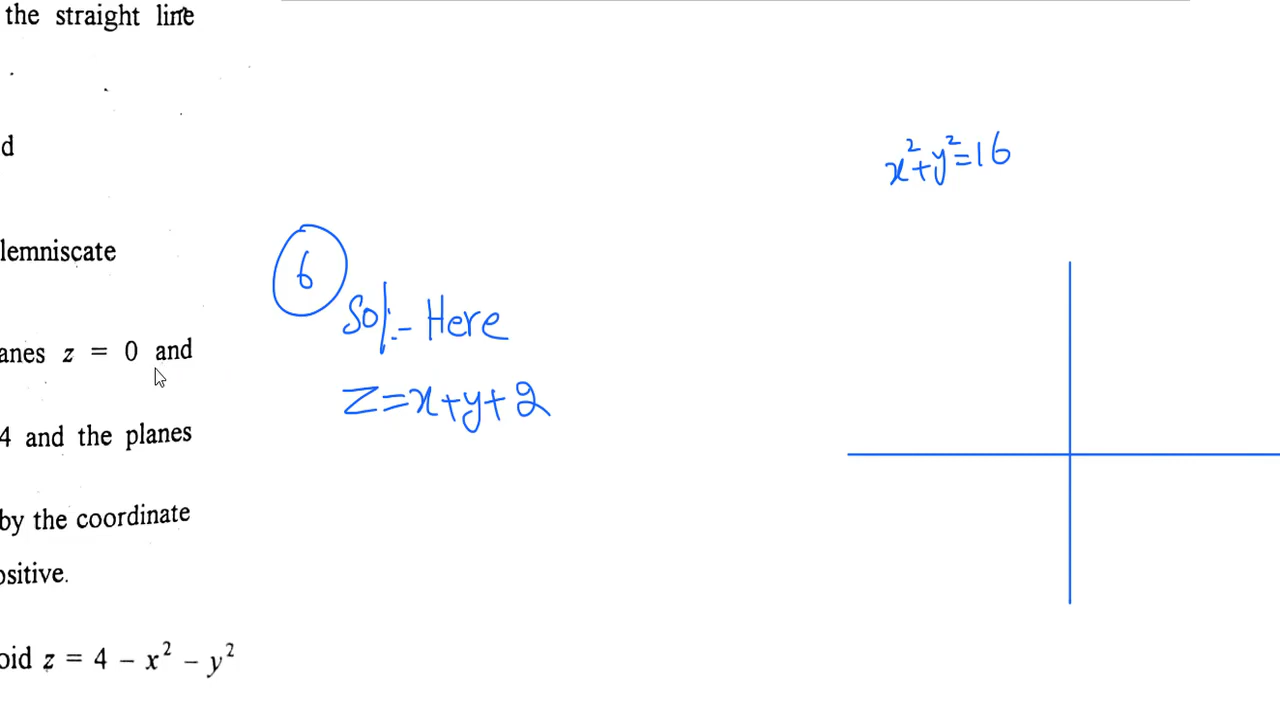 the straight line
d
lemniscate
anes z = 0 and
4 and the planes
by the coordinate
ositive.
oid z = 4 − x² − y²
x²+y²=16
6
Sol:- Here
z=x+y+2